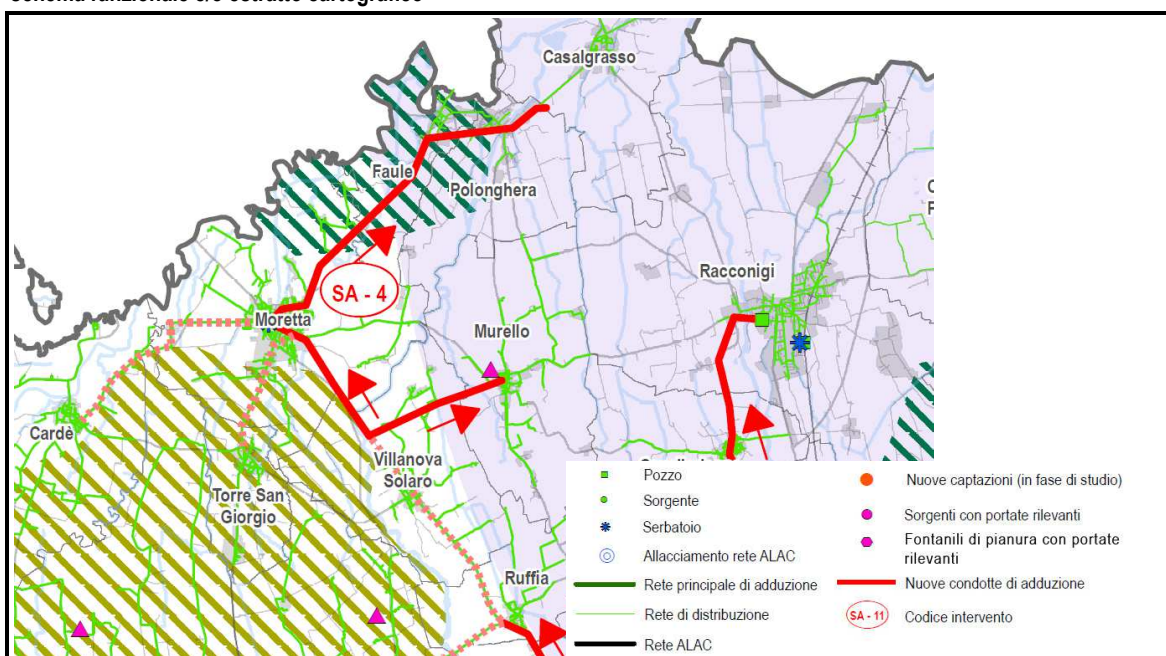 Casalgrasso
Faule
Polonghera
Racconigi
SA - 4
Moretta
Murello
Cardè
Villanova
Solaro
Torre San
Giorgio
Ruffia
Pozzo
Sorgente
Serbatoio
Allacciamento rete ALAC
Rete principale di adduzione
Rete di distribuzione
Rete ALAC
Nuove captazioni (in fase di studio)
Sorgenti con portate rilevanti
Fontanili di pianura con portate
rilevanti
Nuove condotte di adduzione
SA - 11
Codice intervento